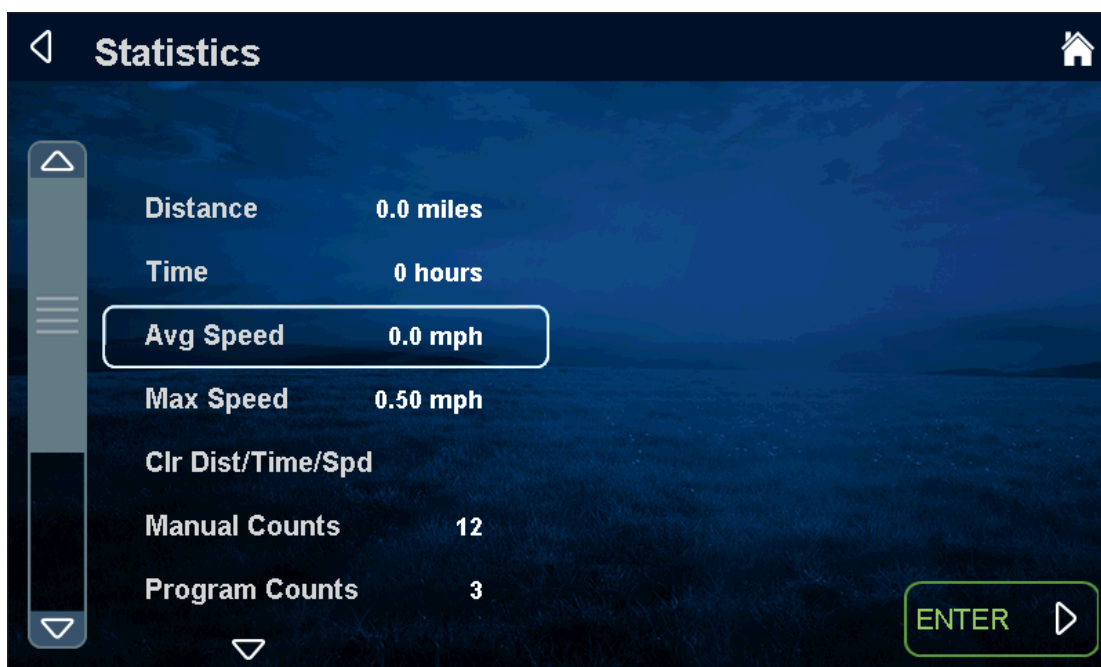 Statistics
Distance 0.0 miles
Time 0 hours
Avg Speed 0.0 mph
Max Speed 0.50 mph
Clr Dist/Time/Spd
Manual Counts 12
Program Counts 3
ENTER